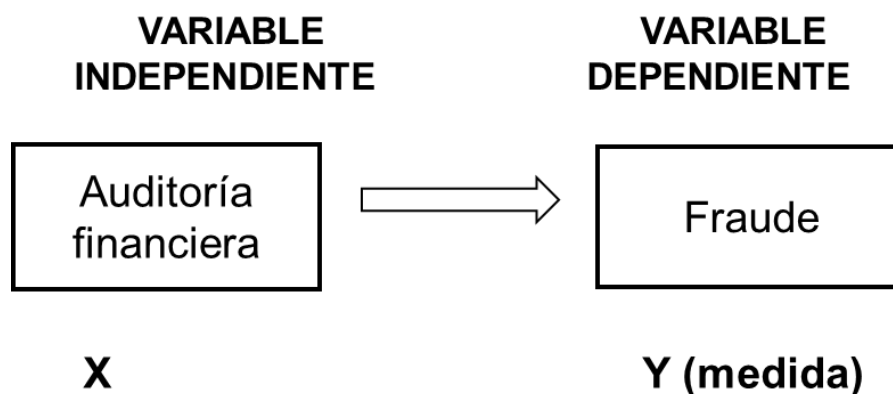 VARIABLE
INDEPENDIENTE
VARIABLE
DEPENDIENTE
Auditoría
financiera
Fraude
X
Y (medida)